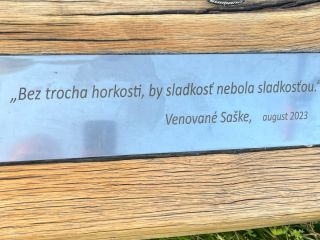 „Bez trocha horkosti, by sladkosť nebola sladkosťou.“
Venované Saške, august 2023